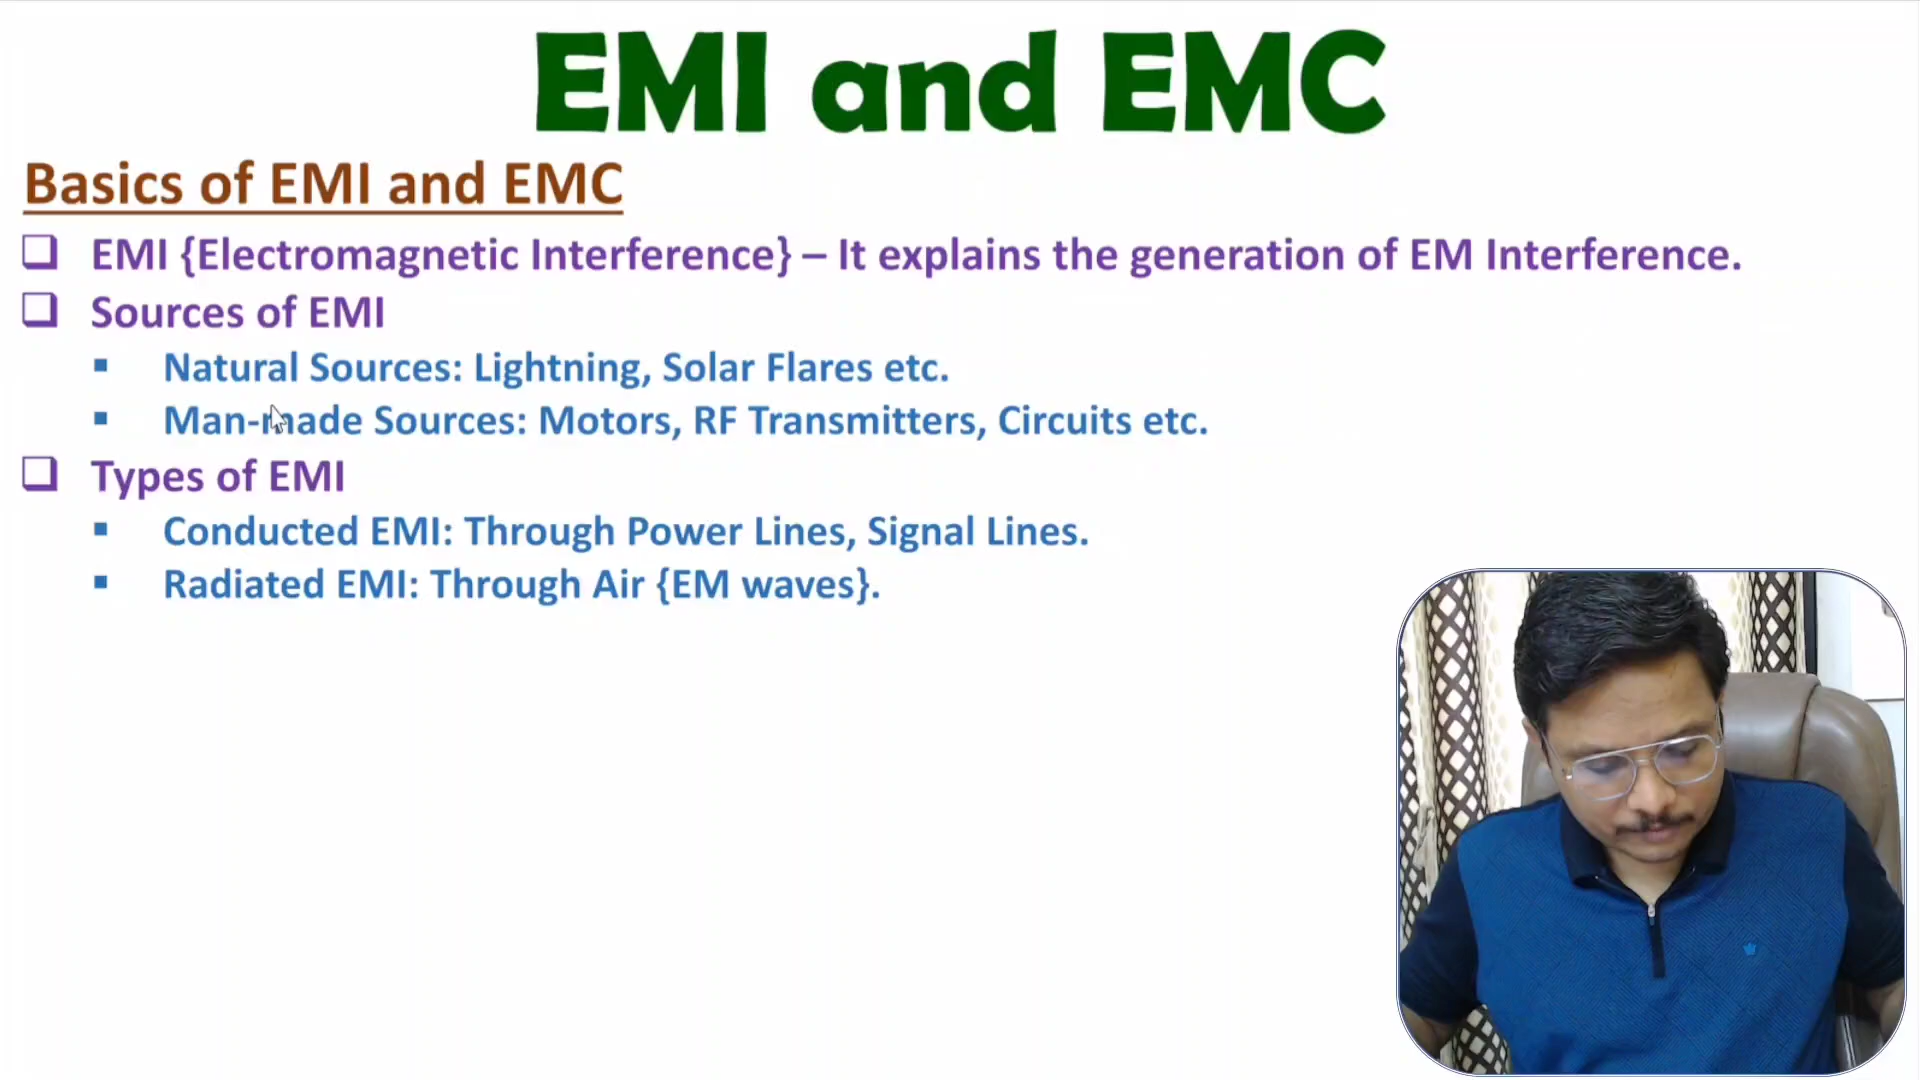 EMI and EMC
Basics of EMI and EMC
EMI {Electromagnetic Interference} – It explains the generation of EM Interference.
Sources of EMI
Natural Sources: Lightning, Solar Flares etc.
Man-made Sources: Motors, RF Transmitters, Circuits etc.
Types of EMI
Conducted EMI: Through Power Lines, Signal Lines.
Radiated EMI: Through Air {EM waves}.